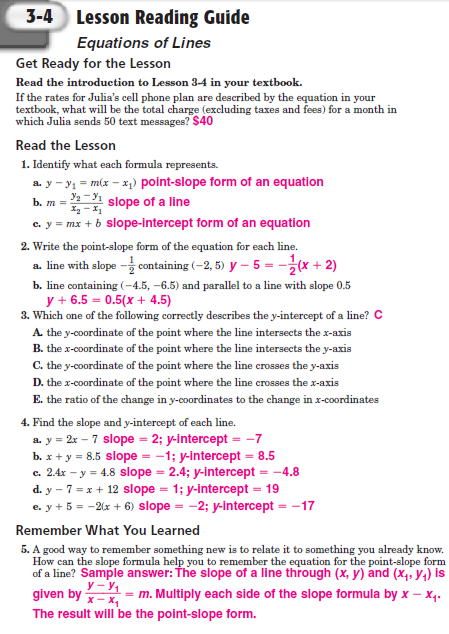 3-4 Lesson Reading Guide
Equations of Lines
Get Ready for the Lesson
Read the introduction to Lesson 3-4 in your textbook.
If the rates for Julia's cell phone plan are described by the equation in your
textbook, what will be the total charge (excluding taxes and fees) for a month in
which Julia sends 50 text messages? $40
Read the Lesson
1. Identify what each formula represents.
a. y − y₁ = m(x − x₁) point-slope form of an equation
b. m = (y₂ − y₁)/(x₂ − x₁) slope of a line
c. y = mx + b slope-intercept form of an equation
2. Write the point-slope form of the equation for each line.
a. line with slope −1/2 containing (−2, 5) y − 5 = −1/2(x + 2)
b. line containing (−4.5, −6.5) and parallel to a line with slope 0.5
y + 6.5 = 0.5(x + 4.5)
3. Which one of the following correctly describes the y-intercept of a line? C
A. the y-coordinate of the point where the line intersects the x-axis
B. the x-coordinate of the point where the line intersects the y-axis
C. the y-coordinate of the point where the line crosses the y-axis
D. the x-coordinate of the point where the line crosses the x-axis
E. the ratio of the change in y-coordinates to the change in x-coordinates
4. Find the slope and y-intercept of each line.
a. y = 2x − 7 slope = 2; y-intercept = −7
b. x + y = 8.5 slope = −1; y-intercept = 8.5
c. 2.4x − y = 4.8 slope = 2.4; y-intercept = −4.8
d. y − 7 = x + 12 slope = 1; y-intercept = 19
e. y + 5 = −2(x + 6) slope = −2; y-intercept = −17
Remember What You Learned
5. A good way to remember something new is to relate it to something you already know.
How can the slope formula help you to remember the equation for the point-slope form
of a line? Sample answer: The slope of a line through (x, y) and (x₁, y₁) is
given by (y − y₁)/(x − x₁) = m. Multiply each side of the slope formula by x − x₁.
The result will be the point-slope form.